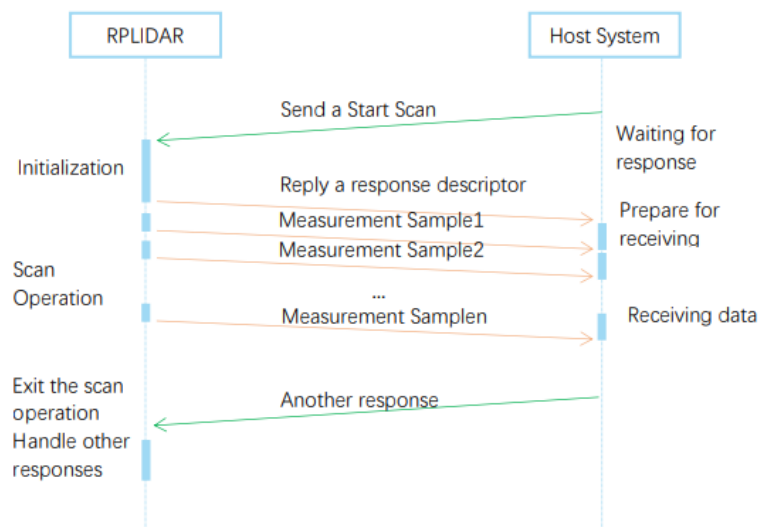 RPLIDAR
Host System
Send a Start Scan
Waiting for
response
Initialization
Reply a response descriptor
Prepare for
receiving
Measurement Sample1
Measurement Sample2
Scan
Operation
...
Measurement Samplen
Receiving data
Exit the scan
operation
Another response
Handle other
responses